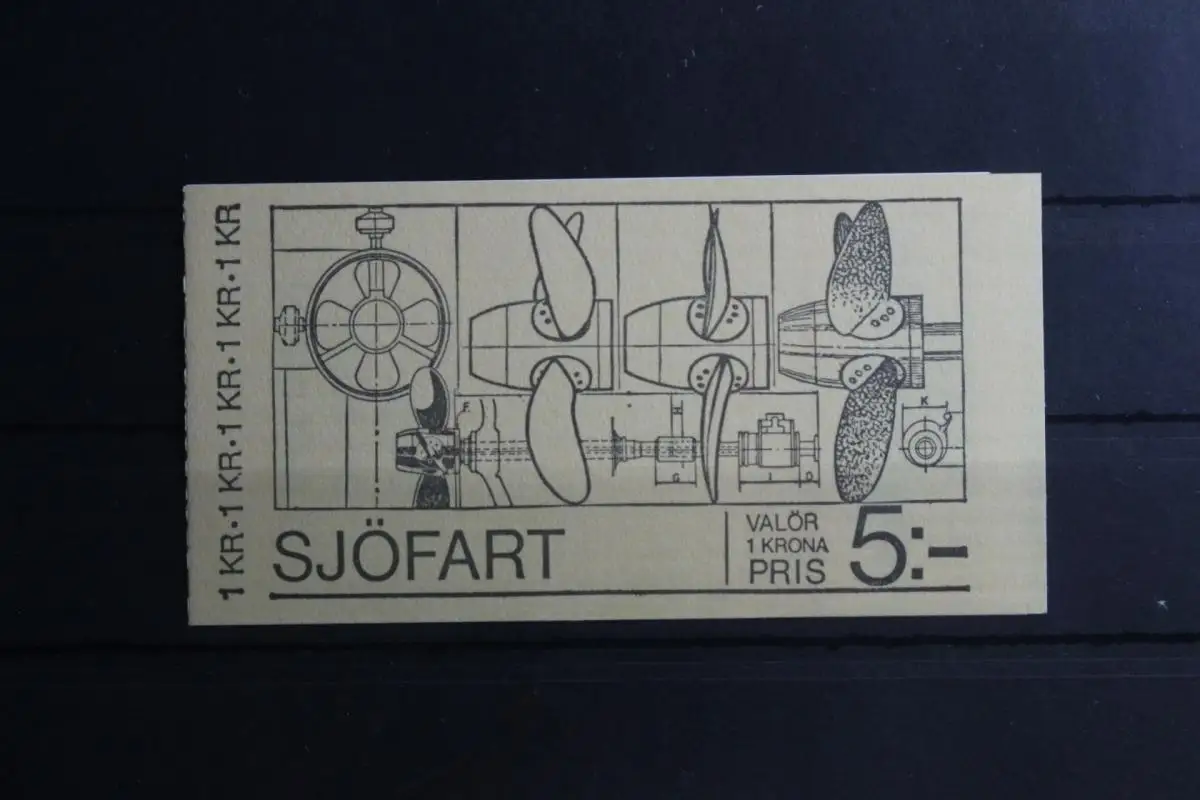 1 KR·1 KR·1 KR·1 KR·1 KR
F
H
G
I
D
K
SJÖFART
VALÖR
1 KRONA
PRIS 5:-